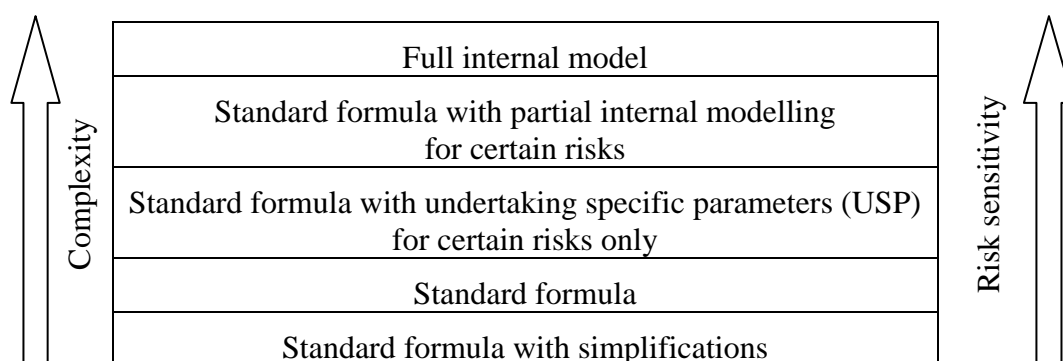 Full internal model
Standard formula with partial internal modelling
for certain risks
Standard formula with undertaking specific parameters (USP)
for certain risks only
Standard formula
Standard formula with simplifications
Complexity
Risk sensitivity